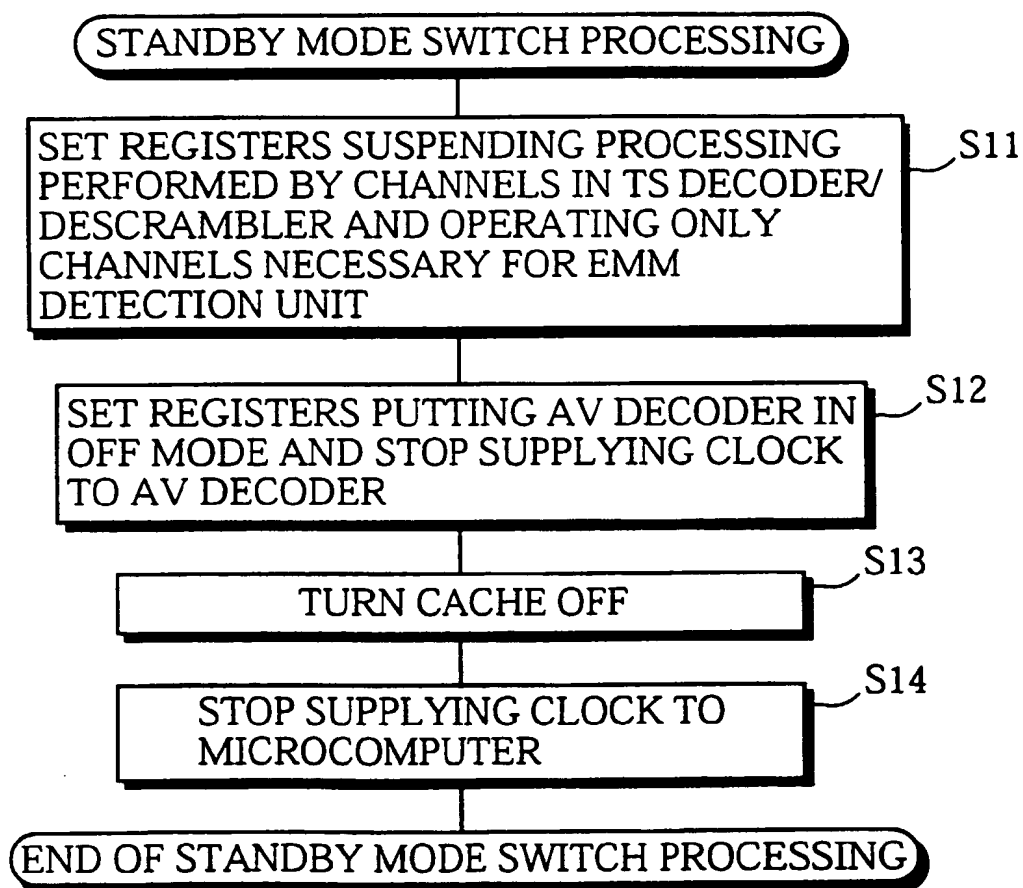 STANDBY MODE SWITCH PROCESSING
SET REGISTERS SUSPENDING PROCESSING
PERFORMED BY CHANNELS IN TS DECODER/
DESCRAMBLER AND OPERATING ONLY
CHANNELS NECESSARY FOR EMM
DETECTION UNIT
S11
SET REGISTERS PUTTING AV DECODER IN
OFF MODE AND STOP SUPPLYING CLOCK
TO AV DECODER
S12
TURN CACHE OFF
S13
STOP SUPPLYING CLOCK TO
MICROCOMPUTER
S14
END OF STANDBY MODE SWITCH PROCESSING